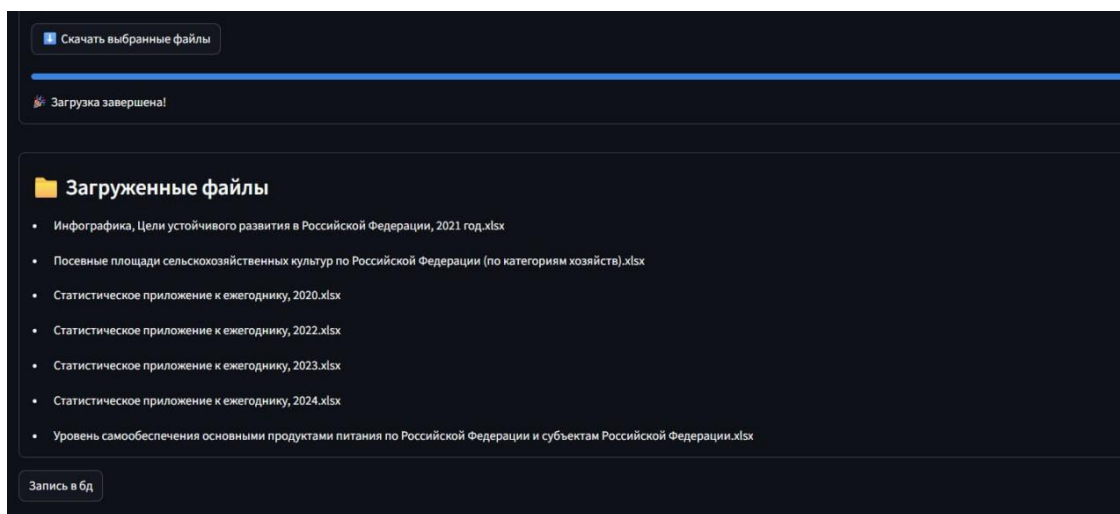 Скачать выбранные файлы
Загрузка завершена!
Загруженные файлы
Инфографика, Цели устойчивого развития в Российской Федерации, 2021 год.xlsx
Посевные площади сельскохозяйственных культур по Российской Федерации (по категориям хозяйств).xlsx
Статистическое приложение к ежегоднику, 2020.xlsx
Статистическое приложение к ежегоднику, 2022.xlsx
Статистическое приложение к ежегоднику, 2023.xlsx
Статистическое приложение к ежегоднику, 2024.xlsx
Уровень самообеспечения основными продуктами питания по Российской Федерации и субъектам Российской Федерации.xlsx
Запись в бд